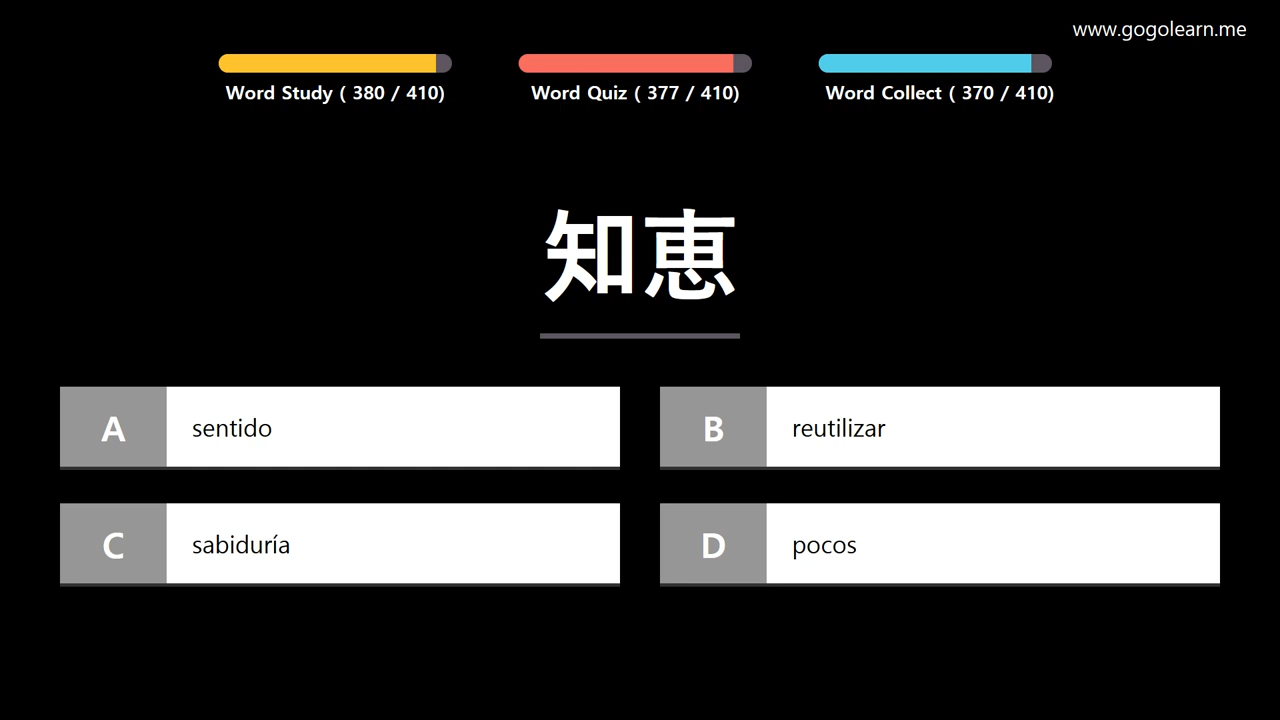 www.gogolearn.me
Word Study ( 380 / 410)
Word Quiz ( 377 / 410)
Word Collect ( 370 / 410)
知恵
A sentido
B reutilizar
C sabiduría
D pocos